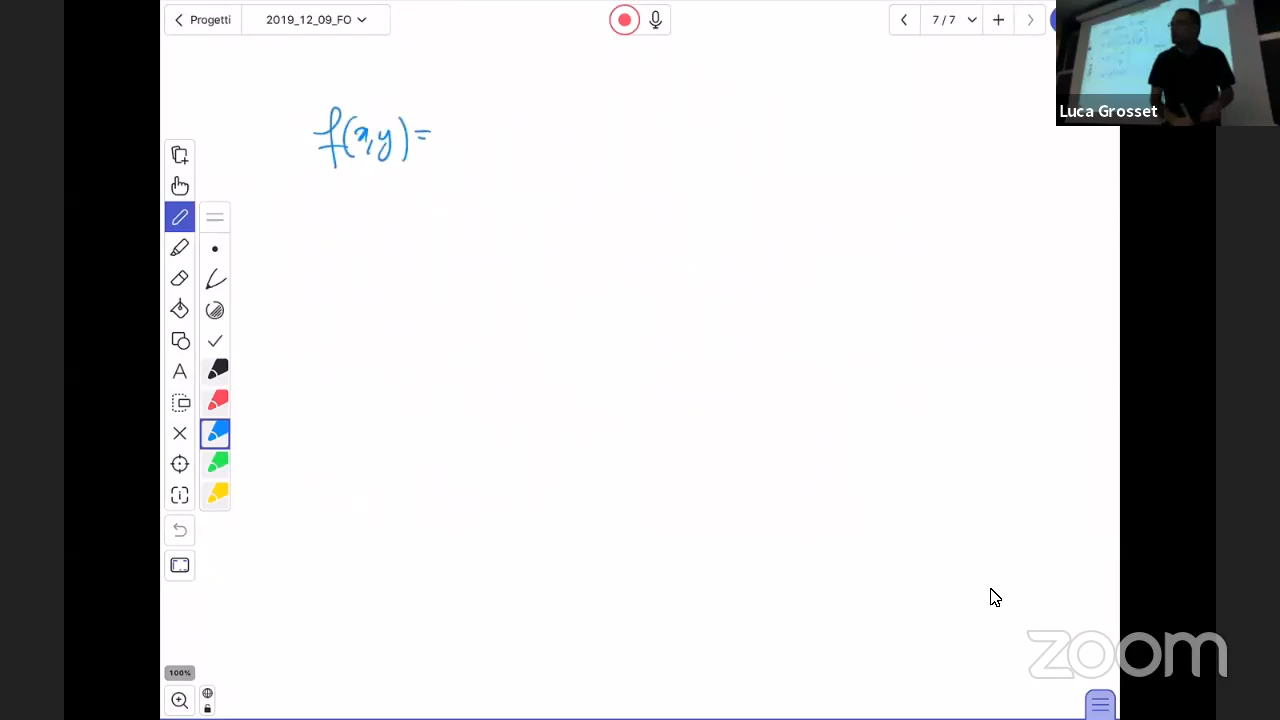 Progetti 2019_12_09_FO 7 / 7
Luca Grosset
f(x,y)=
A
100%
zoom